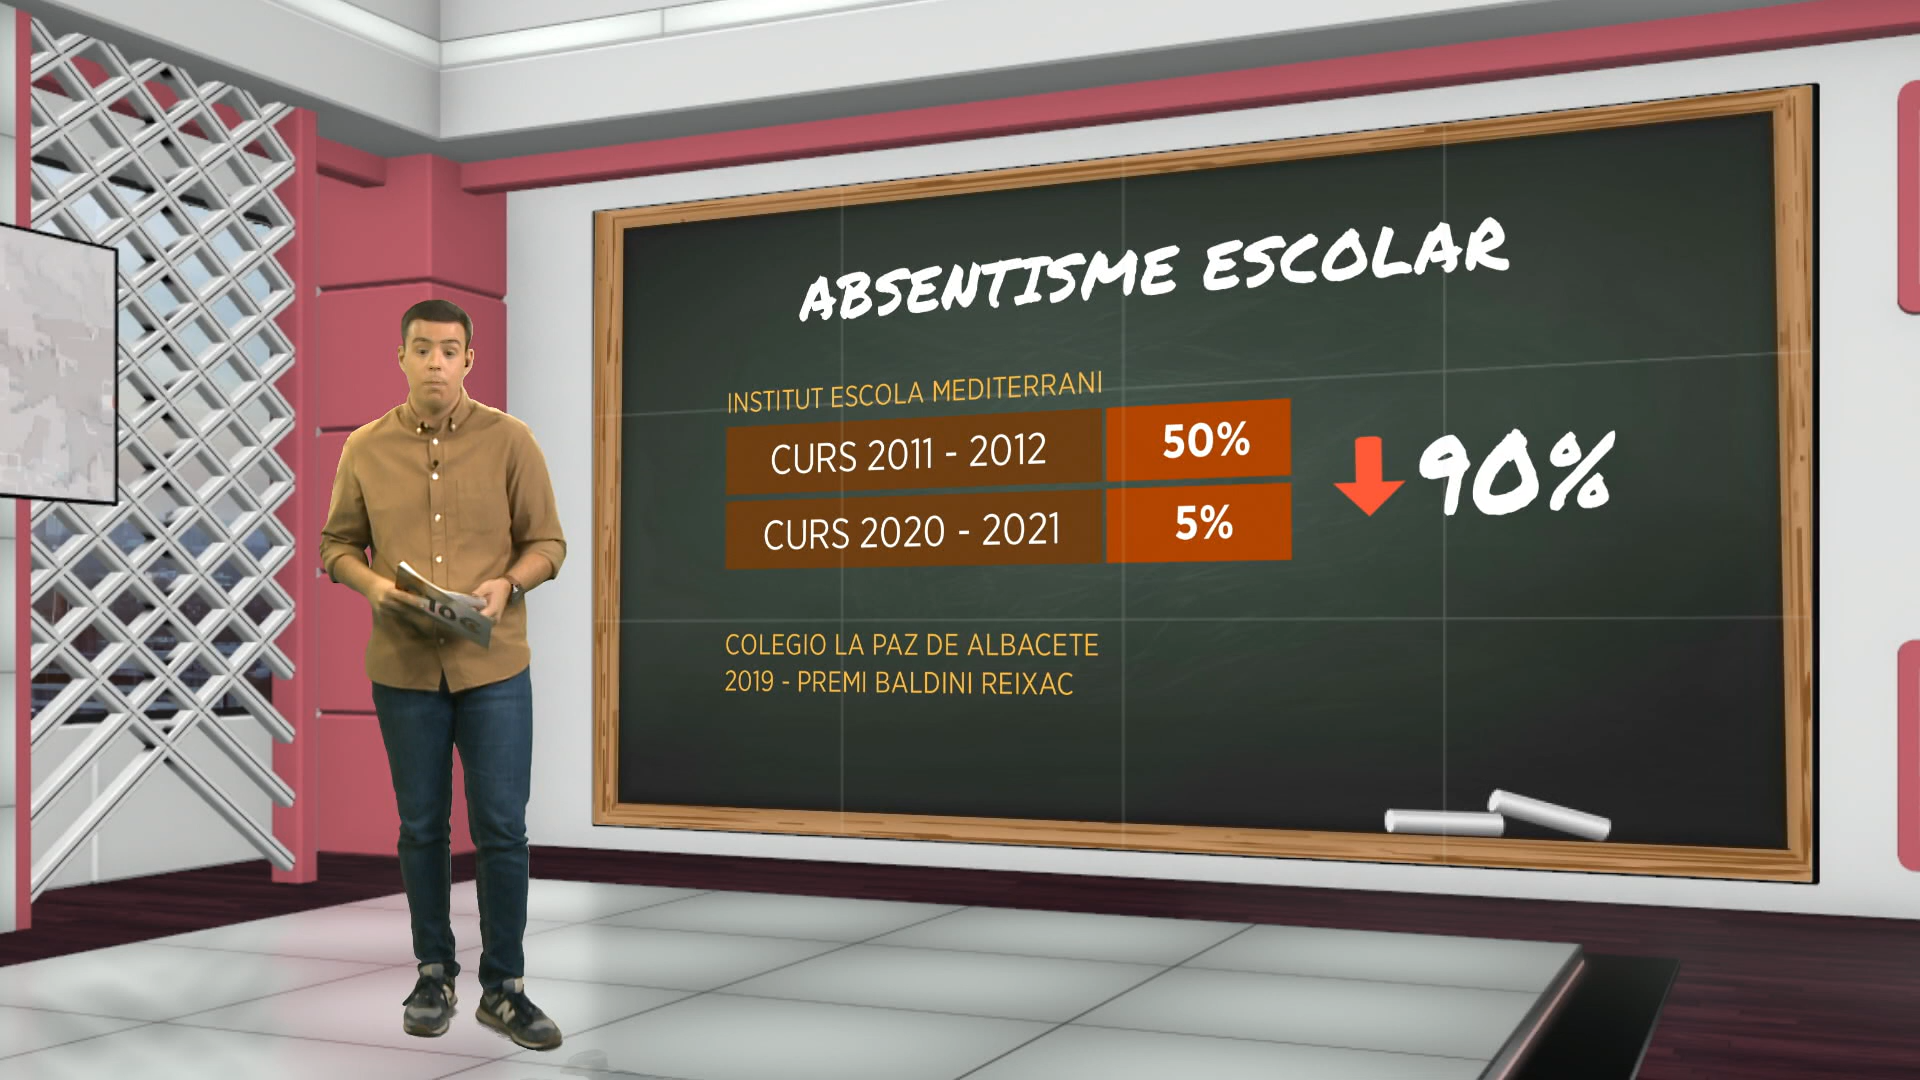 ABSENTISME ESCOLAR
INSTITUT ESCOLA MEDITERRANI
CURS 2011 - 2012 50%
CURS 2020 - 2021 5%
90%
COLEGIO LA PAZ DE ALBACETE
2019 - PREMI BALDINI REIXAC
N